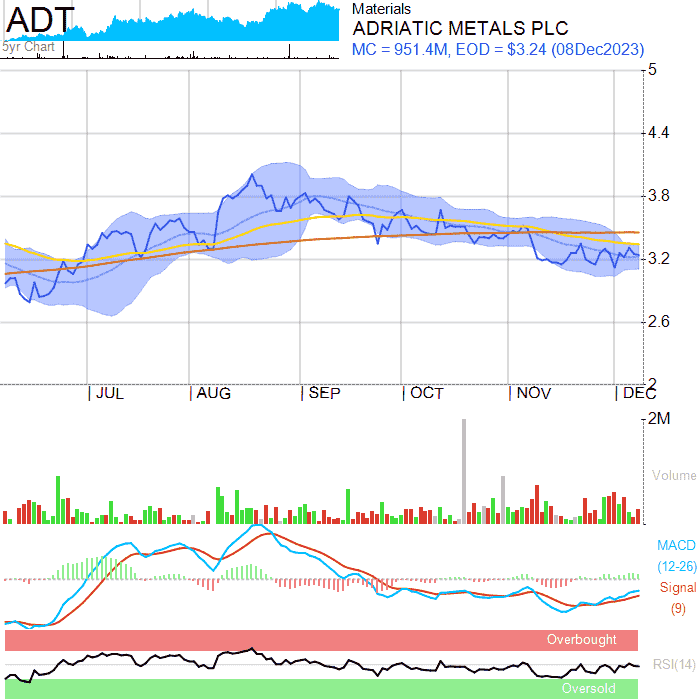 ADT
5yr Chart
Materials
ADRIATIC METALS PLC
MC = 951.4M, EOD = $3.24 (08Dec2023)
5
4.4
3.8
3.2
2.6
2
JUL AUG SEP OCT NOV DEC
2M
Volume
MACD
(12-26)
Signal
(9)
Overbought
RSI(14)
Oversold